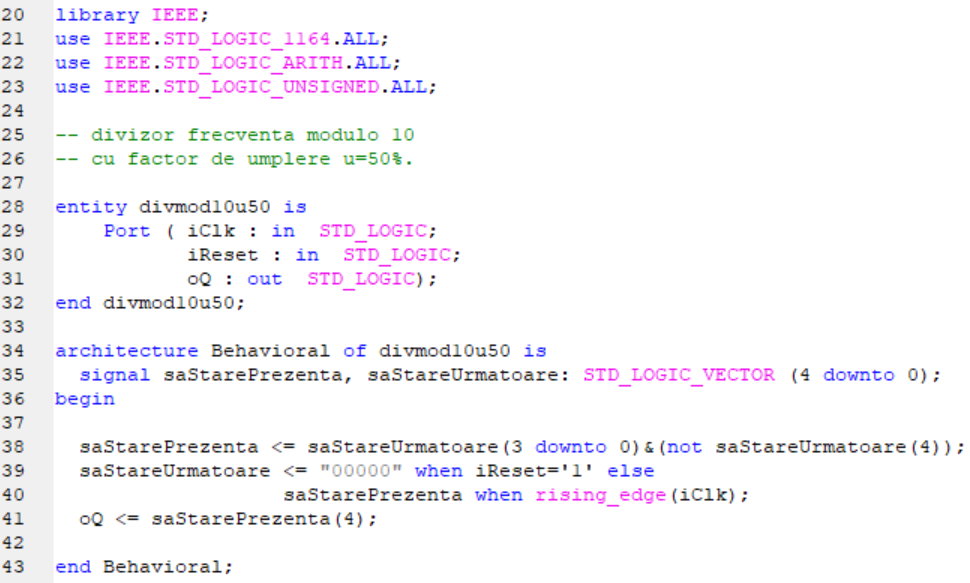 20 library IEEE;
21 use IEEE.STD_LOGIC_1164.ALL;
22 use IEEE.STD_LOGIC_ARITH.ALL;
23 use IEEE.STD_LOGIC_UNSIGNED.ALL;
24
25 -- divizor frecventa modulo 10
26 -- cu factor de umplere u=50%.
27
28 entity divmod10u50 is
29     Port ( iClk : in  STD_LOGIC;
30            iReset : in  STD_LOGIC;
31            oQ : out  STD_LOGIC);
32 end divmod10u50;
33
34 architecture Behavioral of divmod10u50 is
35   signal saStarePrezenta, saStareUrmatoare: STD_LOGIC_VECTOR (4 downto 0);
36 begin
37
38   saStarePrezenta <= saStareUrmatoare(3 downto 0)&(not saStareUrmatoare(4));
39   saStareUrmatoare <= "00000" when iReset='1' else
40                    saStarePrezenta when rising_edge(iClk);
41   oQ <= saStarePrezenta(4);
42
43 end Behavioral;